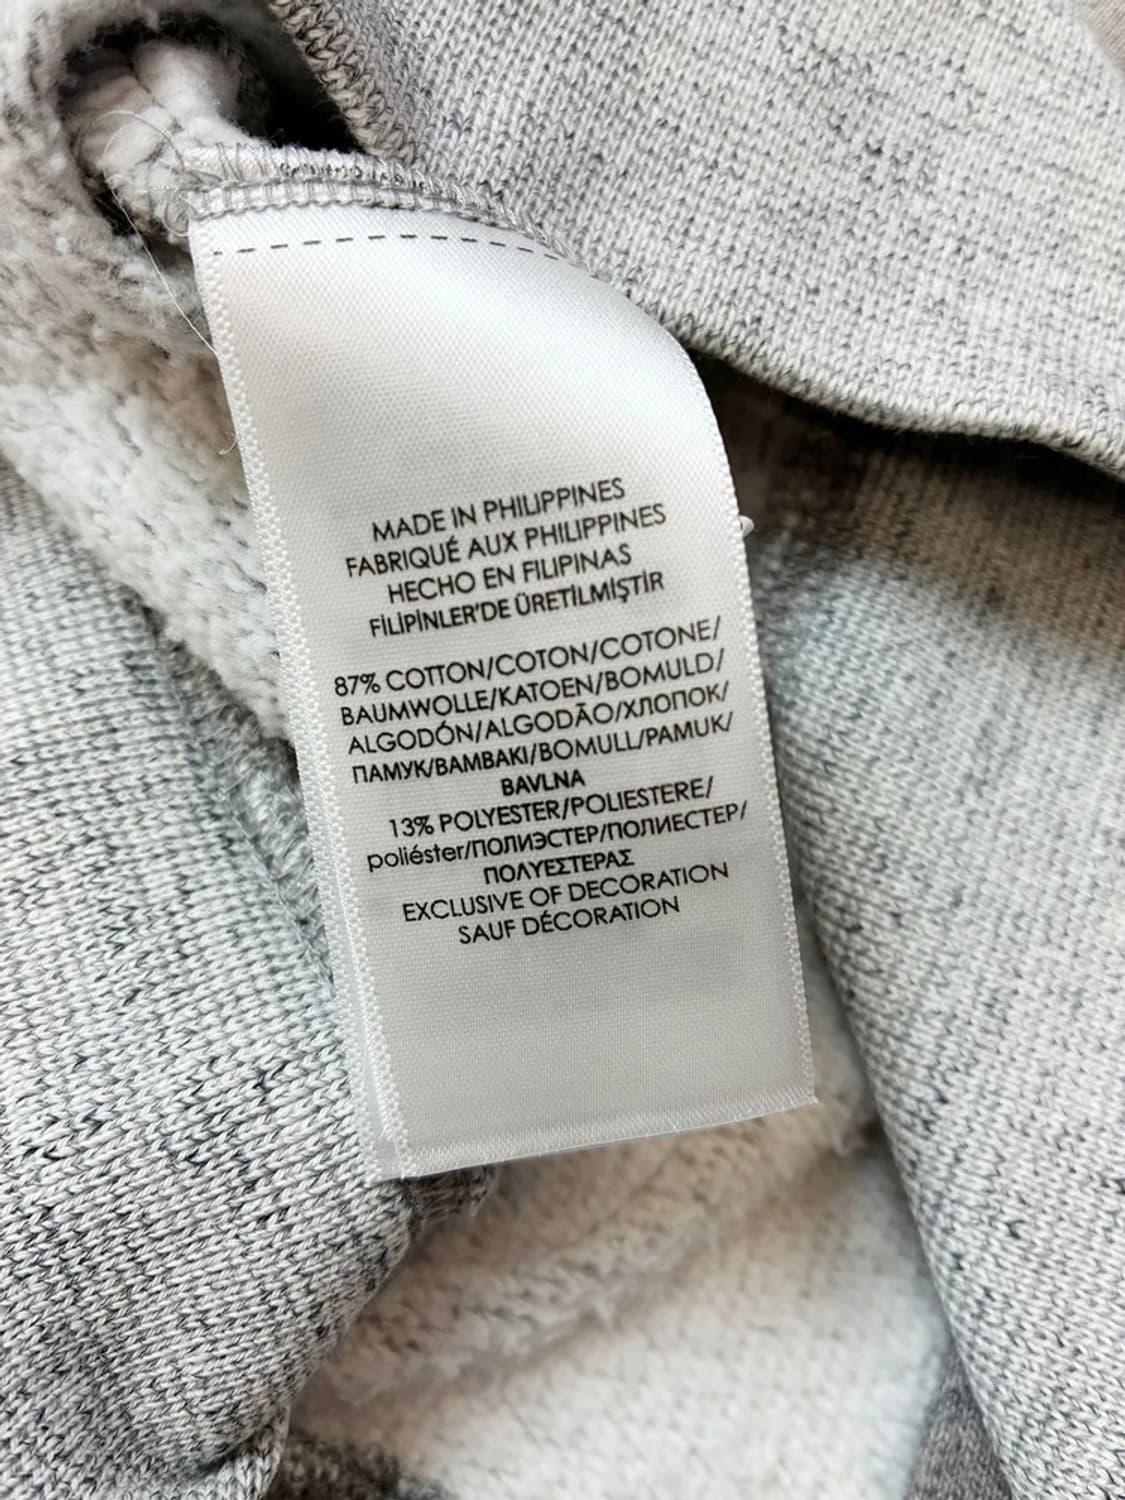 MADE IN PHILIPPINES
FABRIQUÉ AUX PHILIPPINES
HECHO EN FILIPINAS
FİLİPİNLER'DE ÜRETİLMİŞTİR
87% COTTON/COTON/COTONE/
BAUMWOLLE/KATOEN/BOMULD/
ALGODÓN/ALGODÃO/ХЛОПОК/
ПАМУК/BAMBAKI/BOMULL/PAMUK/
BAVLNA
13% POLYESTER/POLIESTERE/
poliéster/ПОЛИЭСТЕР/ПОЛИЕСТЕР/
ΠΟΛΥΕΣΤΕΡΑΣ
EXCLUSIVE OF DECORATION
SAUF DÉCORATION